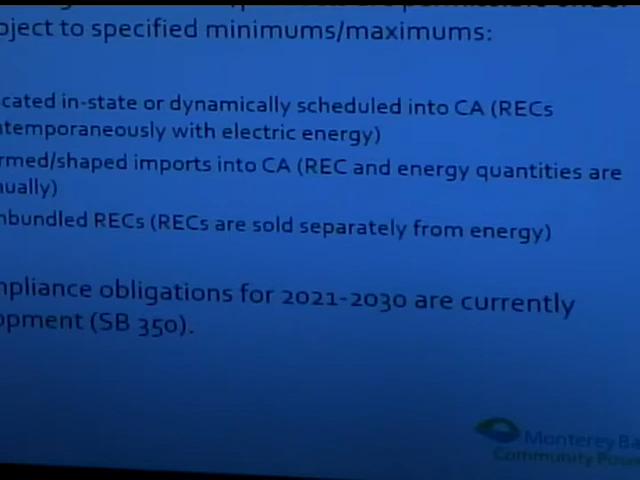 oject to specified minimums/maximums:
cated in-state or dynamically scheduled into CA (RECs
temporaneously with electric energy)
rmed/shaped imports into CA (REC and energy quantities are
ually)
nbundled RECs (RECs are sold separately from energy)
mpliance obligations for 2021-2030 are currently
opment (SB 350).
Monterey Ba
Community Powe